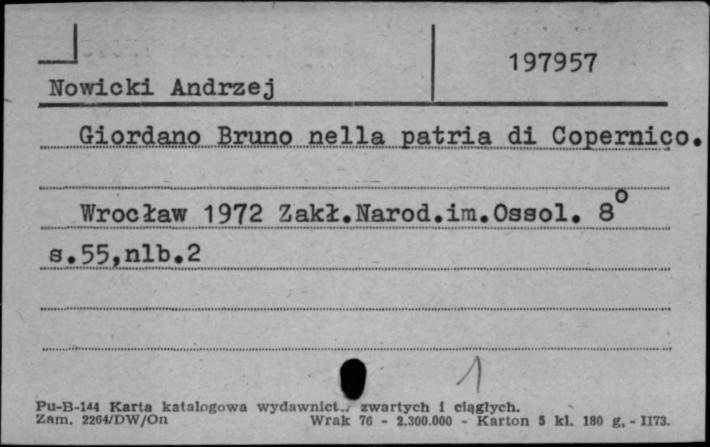 197957
Nowicki Andrzej
Giordano Bruno nella patria di Copernico.
Wrocław 1972 Zakł.Narod.im.Ossol. 8°
s.55,nlb.2
1
Pu-B-144 Karta katalogowa wydawnict.. zwartych i ciągłych.
Zam. 2264/DW/On Wrak 76 - 2.300.000 - Karton 5 kl. 180 g. - II73.